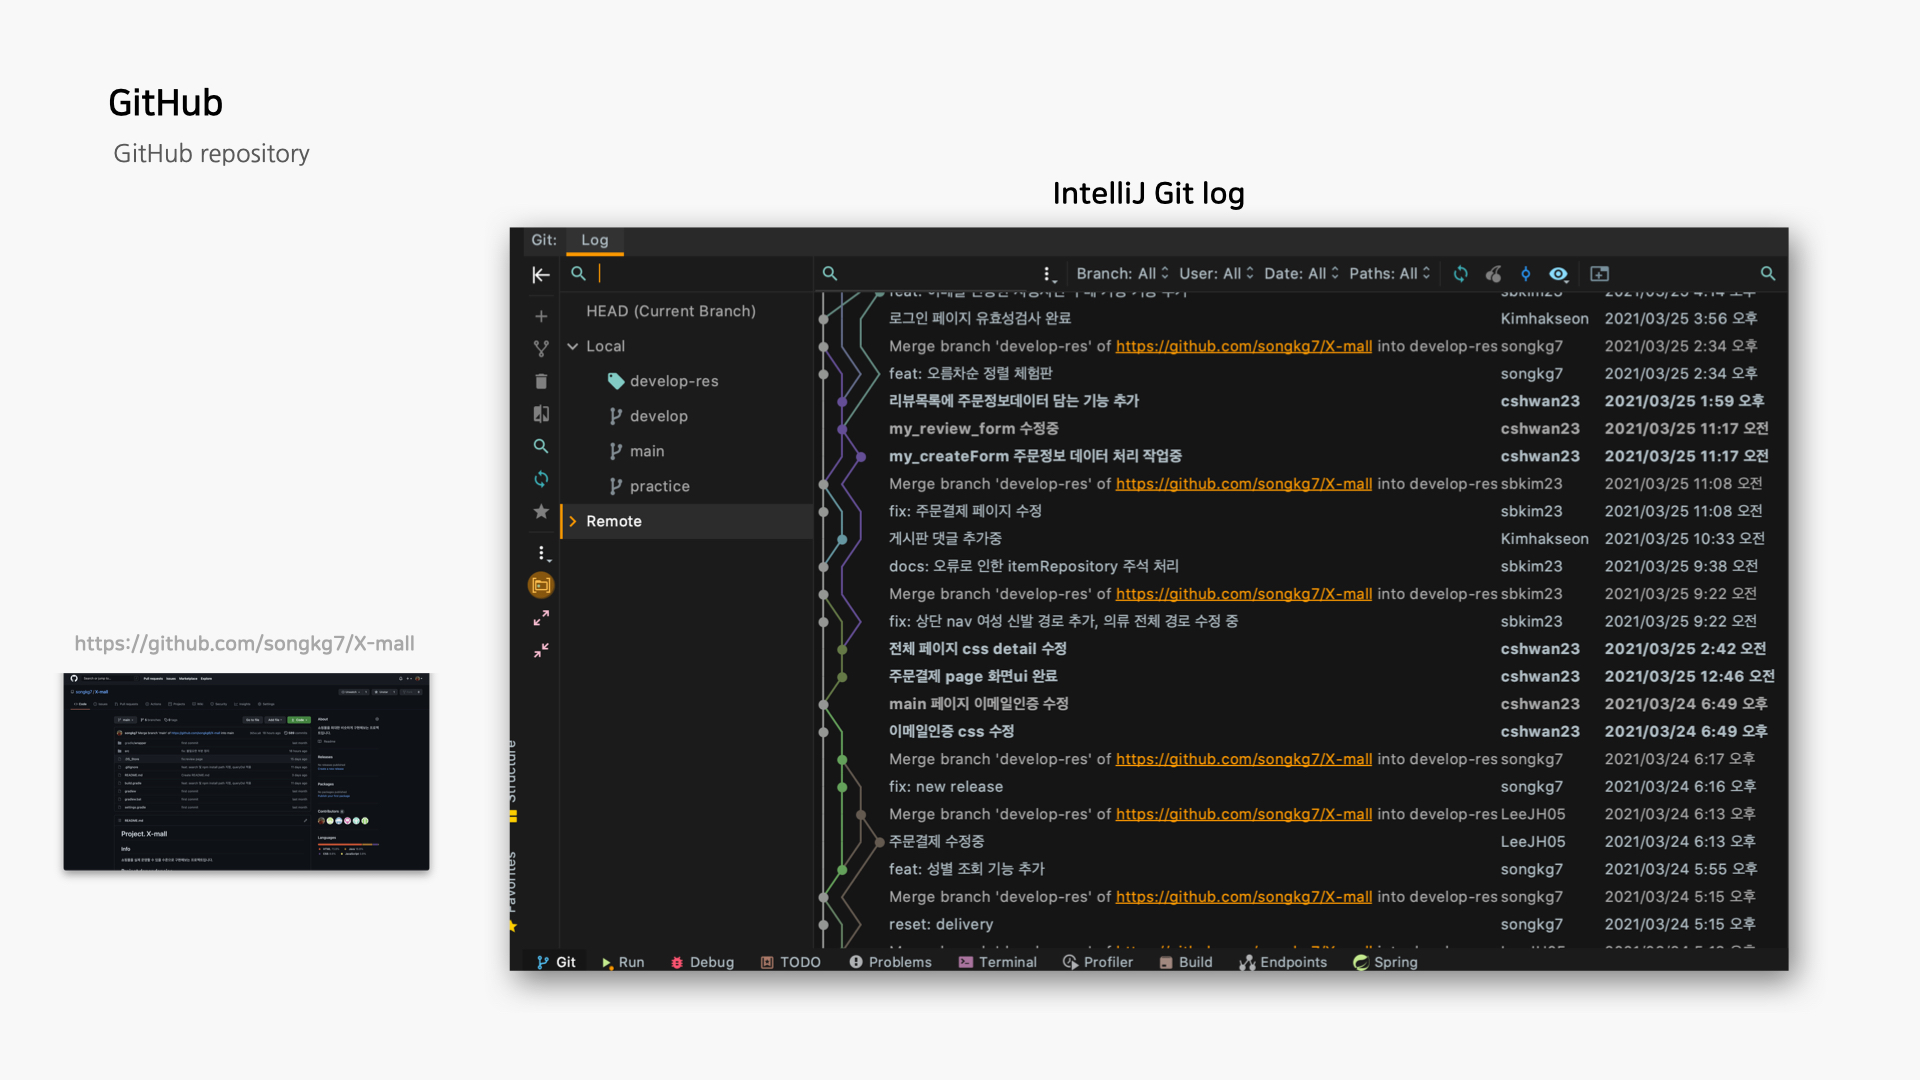 GitHub
GitHub repository
IntelliJ Git log
Git: Log
Branch: All User: All Date: All Paths: All
HEAD (Current Branch)
Local
develop-res
develop
main
practice
Remote
로그인 페이지 유효성검사 완료 Kimhakseon 2021/03/25 3:56 오후
Merge branch 'develop-res' of https://github.com/songkg7/X-mall into develop-res songkg7 2021/03/25 2:34 오후
feat: 오름차순 정렬 체험판 songkg7 2021/03/25 2:34 오후
리뷰목록에 주문정보데이터 담는 기능 추가 cshwan23 2021/03/25 1:59 오후
my_review_form 수정중 cshwan23 2021/03/25 11:17 오전
my_createForm 주문정보 데이터 처리 작업중 cshwan23 2021/03/25 11:17 오전
Merge branch 'develop-res' of https://github.com/songkg7/X-mall into develop-res sbkim23 2021/03/25 11:08 오전
fix: 주문결제 페이지 수정 sbkim23 2021/03/25 11:08 오전
게시판 댓글 추가중 Kimhakseon 2021/03/25 10:33 오전
docs: 오류로 인한 itemRepository 주석 처리 sbkim23 2021/03/25 9:38 오전
Merge branch 'develop-res' of https://github.com/songkg7/X-mall into develop-res sbkim23 2021/03/25 9:22 오전
fix: 상단 nav 여성 신발 경로 추가, 의류 전체 경로 수정 중 sbkim23 2021/03/25 9:22 오전
전체 페이지 css detail 수정 cshwan23 2021/03/25 2:42 오전
주문결제 page 화면ui 완료 cshwan23 2021/03/25 12:46 오전
main 페이지 이메일인증 수정 cshwan23 2021/03/24 6:49 오후
이메일인증 css 수정 cshwan23 2021/03/24 6:49 오후
Merge branch 'develop-res' of https://github.com/songkg7/X-mall into develop-res songkg7 2021/03/24 6:17 오후
fix: new release songkg7 2021/03/24 6:16 오후
Merge branch 'develop-res' of https://github.com/songkg7/X-mall into develop-res LeeJH05 2021/03/24 6:13 오후
주문결제 수정중 LeeJH05 2021/03/24 6:13 오후
feat: 성별 조회 기능 추가 songkg7 2021/03/24 5:55 오후
Merge branch 'develop-res' of https://github.com/songkg7/X-mall into develop-res songkg7 2021/03/24 5:15 오후
reset: delivery songkg7 2021/03/24 5:15 오후
Structure
Favorites
Git Run Debug TODO Problems Terminal Profiler Build Endpoints Spring
https://github.com/songkg7/X-mall
songkg7 / X-mall
README.md
Project. X-mall
Info